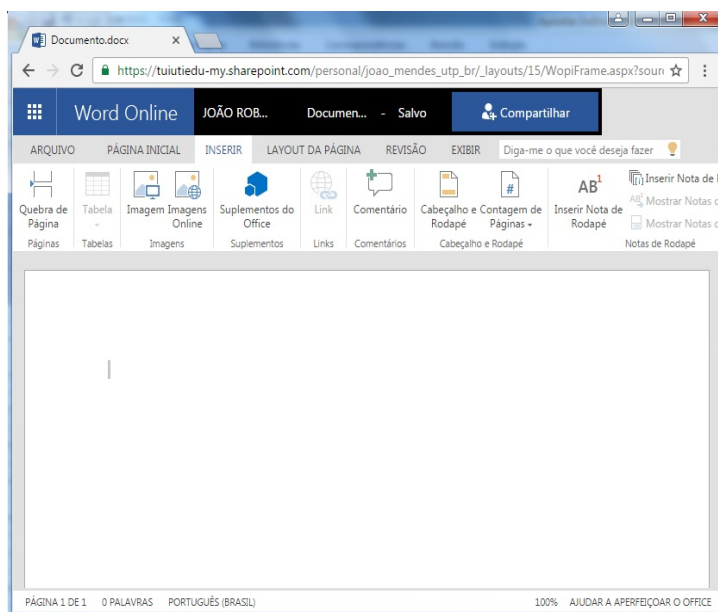 Documento.docx
https://tuiutiedu-my.sharepoint.com/personal/joao_mendes_utp_br/_layouts/15/WopiFrame.aspx?sour
Word Online JOÃO ROB... Documen... - Salvo Compartilhar
ARQUIVO PÁGINA INICIAL INSERIR LAYOUT DA PÁGINA REVISÃO EXIBIR Diga-me o que você deseja fazer
Quebra de Página
Tabela
Imagem
Imagens Online
Suplementos do Office
Link
Comentário
Cabeçalho e Rodapé
#
Contagem de Páginas
AB1
Inserir Nota de Rodapé
Inserir Nota de
Mostrar Notas
Mostrar Notas
Páginas Tabelas Imagens Suplementos Links Comentários Cabeçalho e Rodapé Notas de Rodapé
PÁGINA 1 DE 1 0 PALAVRAS PORTUGUÊS (BRASIL) 100% AJUDAR A APERFEIÇOAR O OFFICE